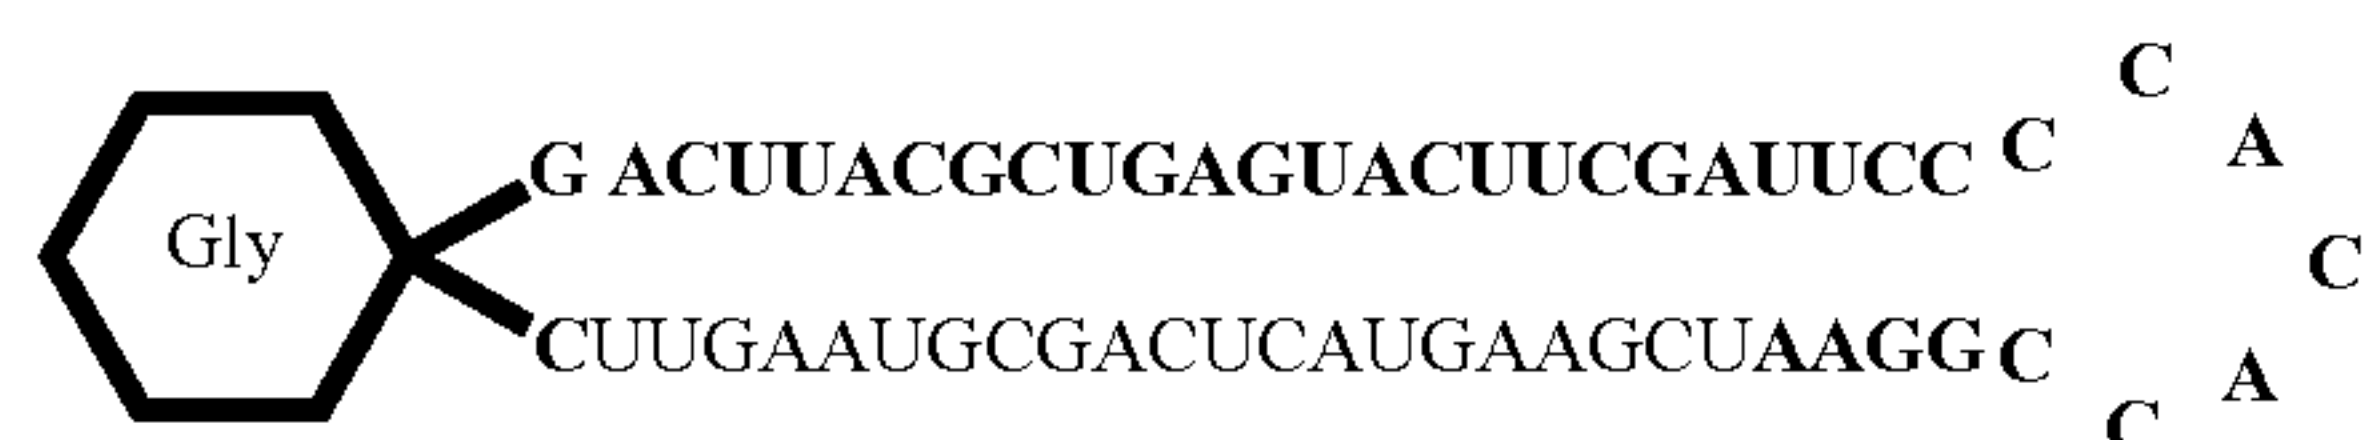 C
G ACUUACGCUGAGUACUUCGAUUCC C A
Gly C
CUUGAAUGCGACUCAUGAAGCUAAGG C A
C